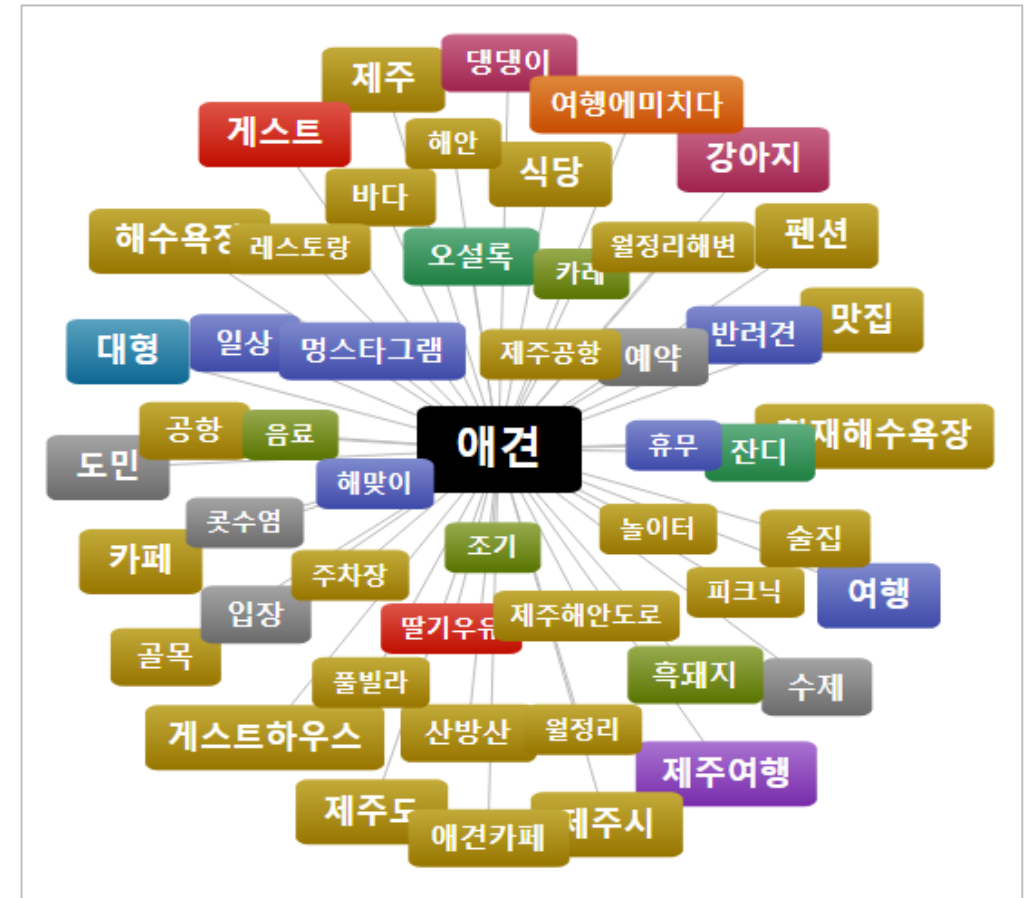 댕댕이
제주
여행에미치다
게스트
해안
강아지
식당
바다
해수욕장
레스토랑
오설록
카레
월정리해변
펜션
맛집
대형
일상
멍스타그램
제주공항
예약
반려견
공항
음료
애견
휴무
잔디
재해수욕장
도민
해맞이
콧수염
놀이터
술집
카페
조기
주차장
피크닉
여행
입장
딸기우유
제주해안도로
골목
풀빌라
흑돼지
수제
게스트하우스
산방산
월정리
제주여행
제주도
애견카페
제주시